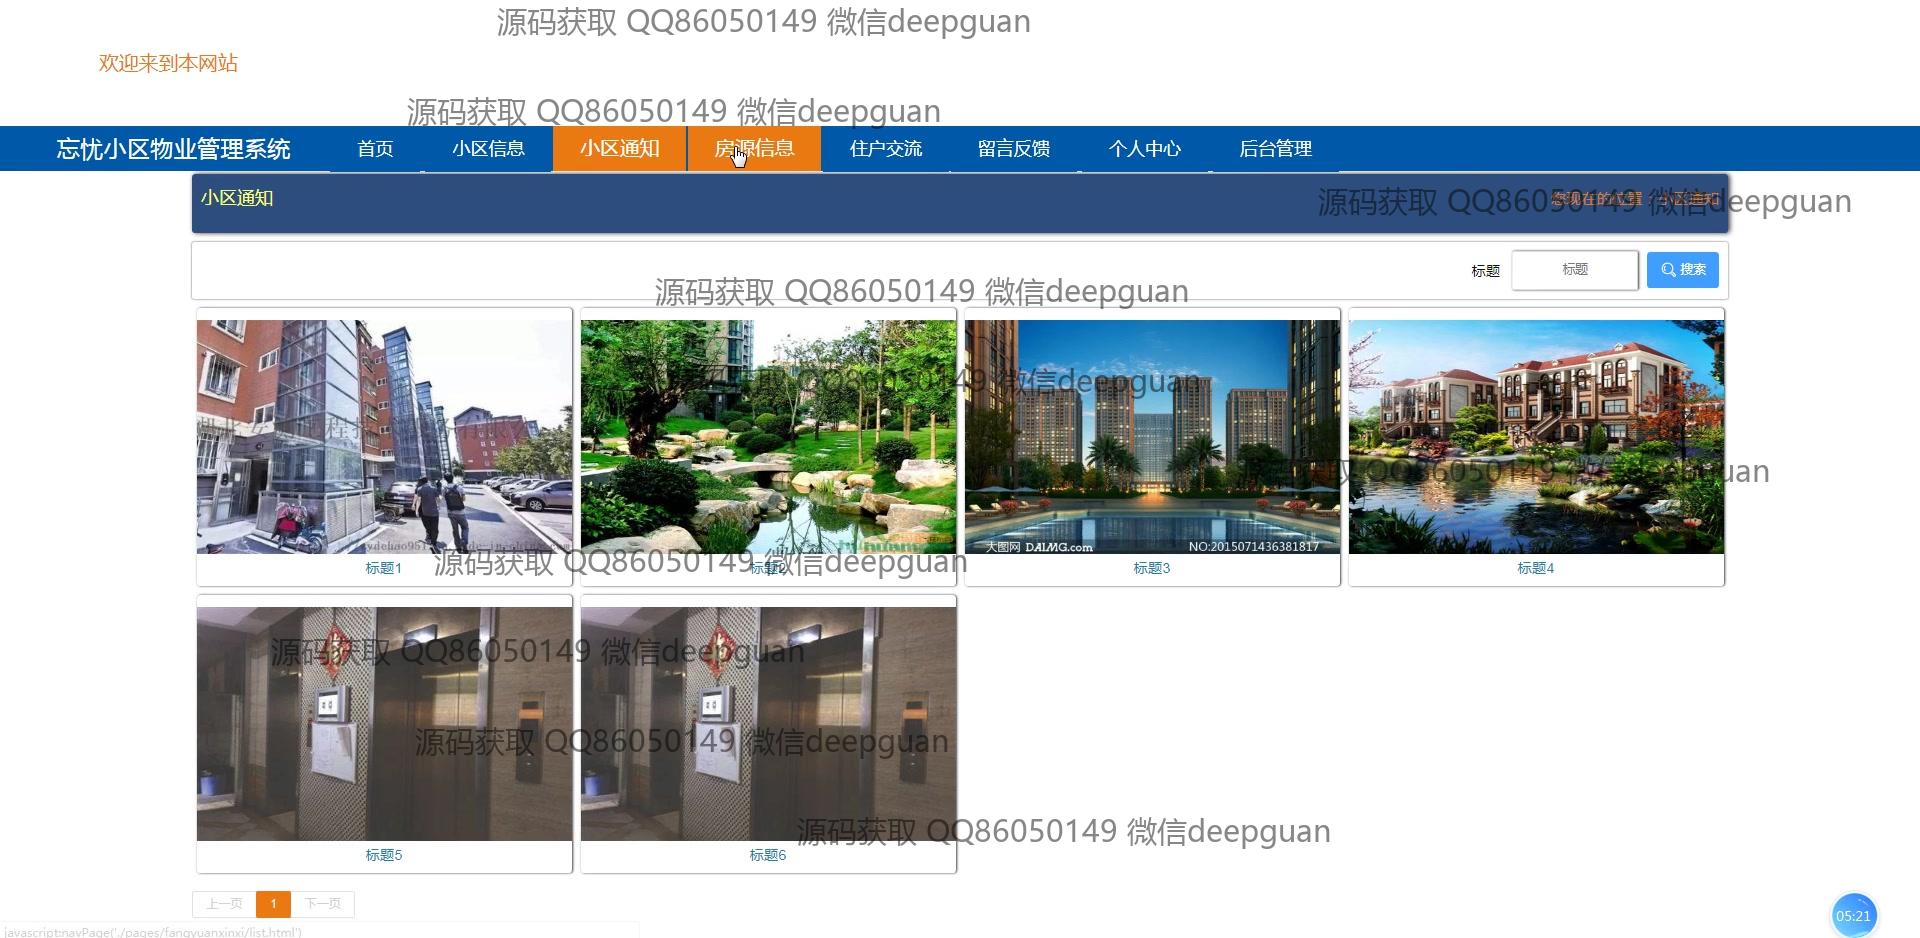 源码获取 QQ86050149 微信deepguan
欢迎来到本网站
源码获取 QQ86050149 微信deepguan
忘忧小区物业管理系统 首页 小区信息 小区通知 房源信息 住户交流 留言反馈 个人中心 后台管理
小区通知
您现在的位置 小区通知
源码获取 QQ86050149 微信deepguan
标题 标题 搜索
源码获取 QQ86050149 微信deepguan
QQ86050149 微信deepguan
QQ86050149 微信deepguan
大图网 DAIMG.com NO:2015071436381817
源码获取 QQ86050149 微信deepguan
标题1 标题2 标题3 标题4
源码获取 QQ86050149 微信deepguan
源码获取 QQ86050149 微信deepguan
源码获取 QQ86050149 微信deepguan
标题5 标题6
上一页 1 下一页
05:21
javascript:navPage('./pages/fangyuanxinxi/list.html')